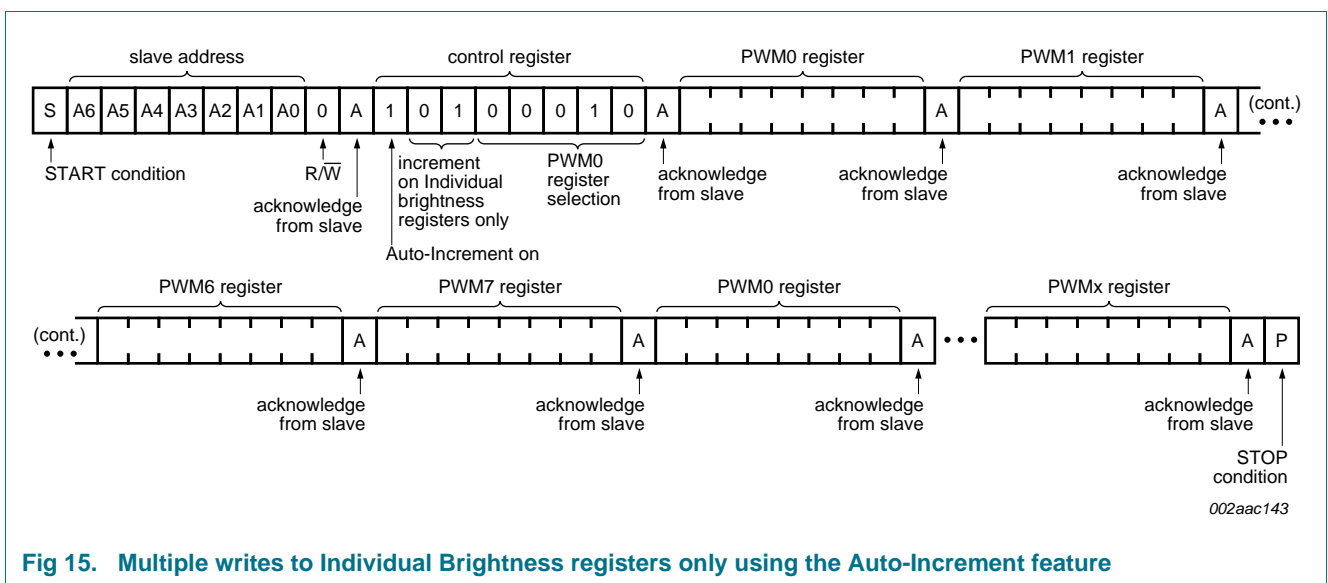 slave address control register PWM0 register PWM1 register
S A6 A5 A4 A3 A2 A1 A0 0 A 1 0 1 0 0 0 1 0 A A A (cont.)
START condition
R/W̅
acknowledge
from slave
Auto-Increment on
increment
on Individual
brightness
registers only
PWM0
register
selection
acknowledge
from slave
acknowledge
from slave
acknowledge
from slave
PWM6 register PWM7 register PWM0 register PWMx register
(cont.) A A A A P
acknowledge
from slave
acknowledge
from slave
acknowledge
from slave
acknowledge
from slave
STOP
condition
002aac143
Fig 15. Multiple writes to Individual Brightness registers only using the Auto-Increment feature